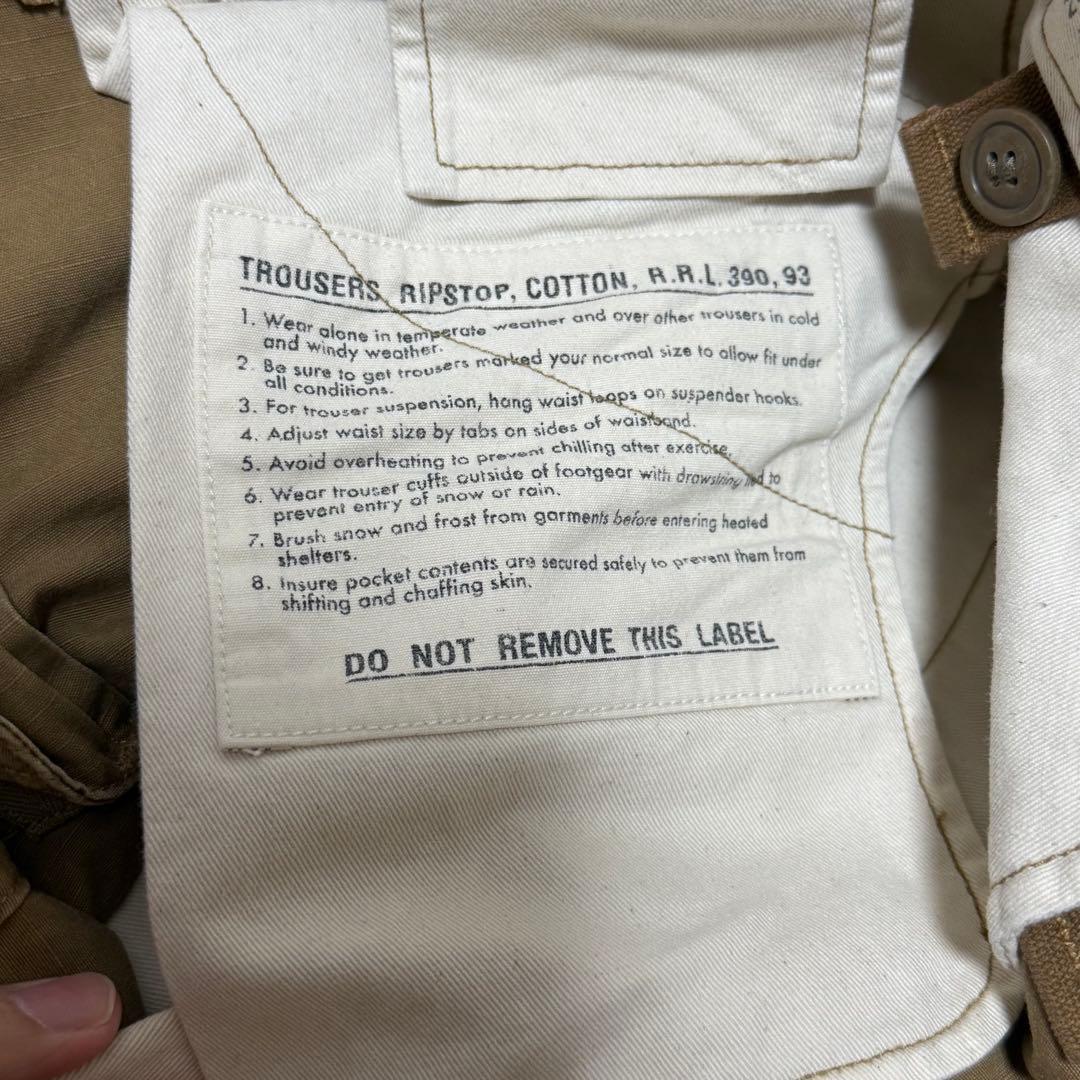 TROUSERS, RIPSTOP, COTTON, R.R.L. 390, 93
1. Wear alone in temperate weather and over other trousers in cold
and windy weather.
2. Be sure to get trousers marked your normal size to allow fit under
all conditions.
3. For trouser suspension, hang waist loops on suspender hooks.
4. Adjust waist size by tabs on sides of waistband.
5. Avoid overheating to prevent chilling after exercise.
6. Wear trouser cuffs outside of footgear with drawstring tied to
prevent entry of snow or rain.
7. Brush snow and frost from garments before entering heated
shelters.
8. Insure pocket contents are secured safely to prevent them from
shifting and chaffing skin.
DO NOT REMOVE THIS LABEL